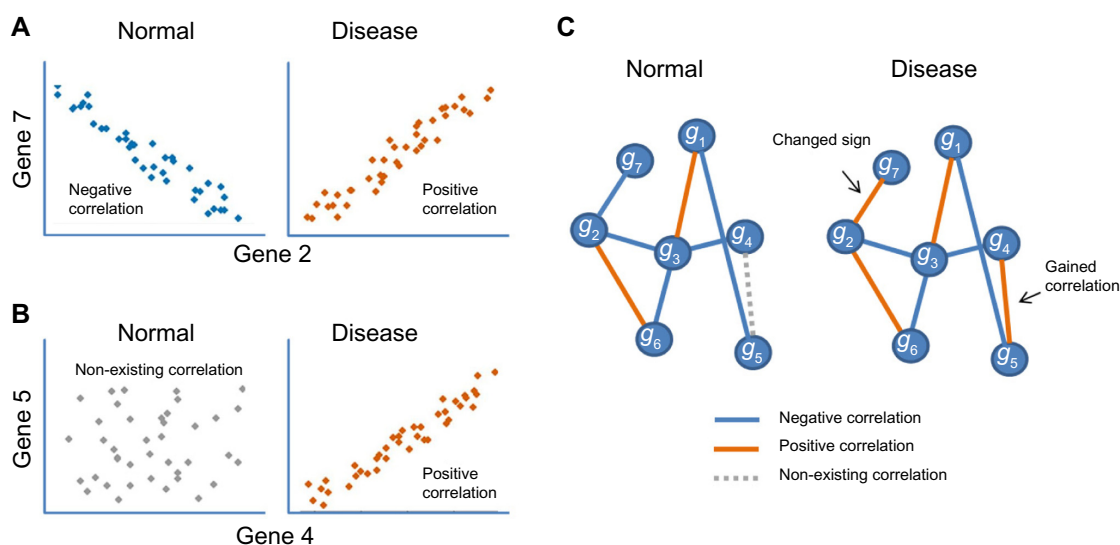 A
Normal
Disease
Gene 7
Negative
correlation
Positive
correlation
Gene 2
B
Normal
Disease
Gene 5
Non-existing correlation
Positive
correlation
Gene 4
C
Normal
Disease
g1
g7
g2
g3
g4
g6
g5
Changed sign
g1
g7
g2
g3
g4
Gained
correlation
g6
g5
Negative correlation
Positive correlation
Non-existing correlation